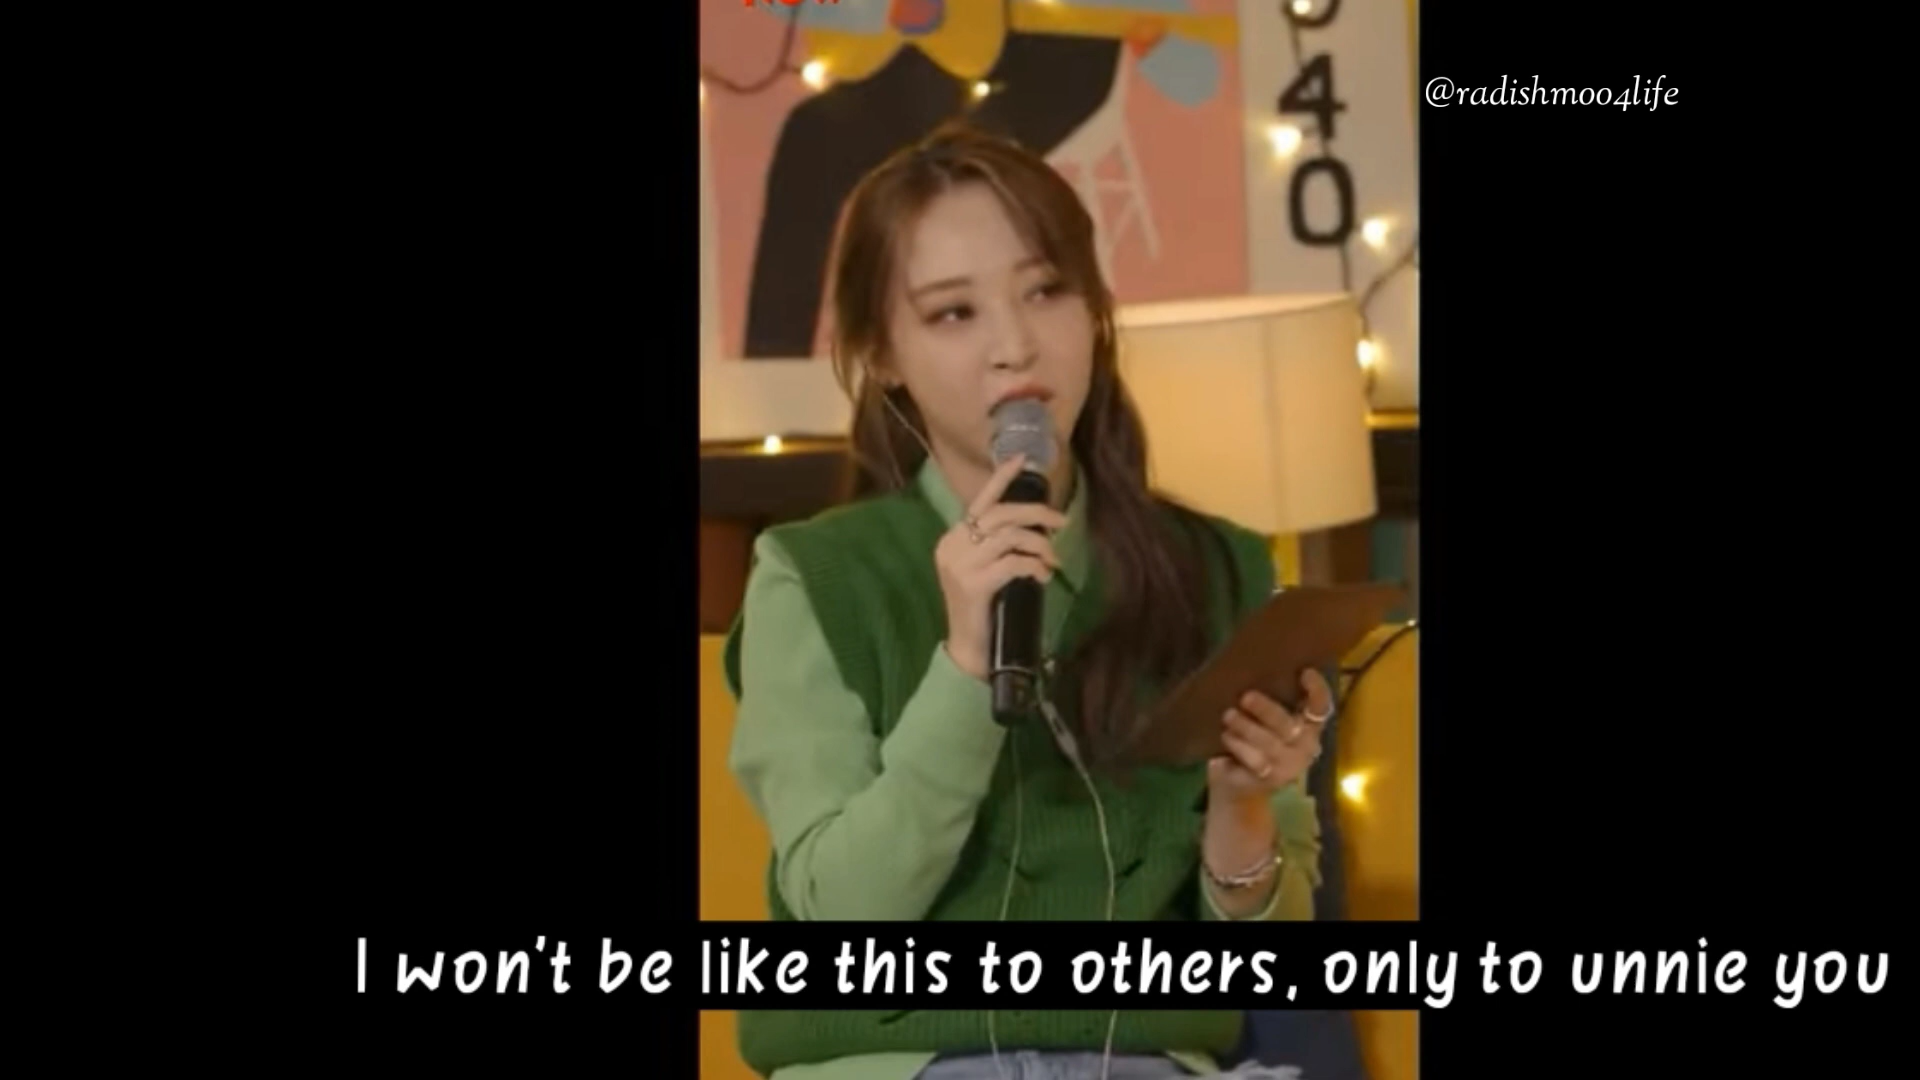 @radishmoo4life
40
I won't be like this to others, only to unnie you